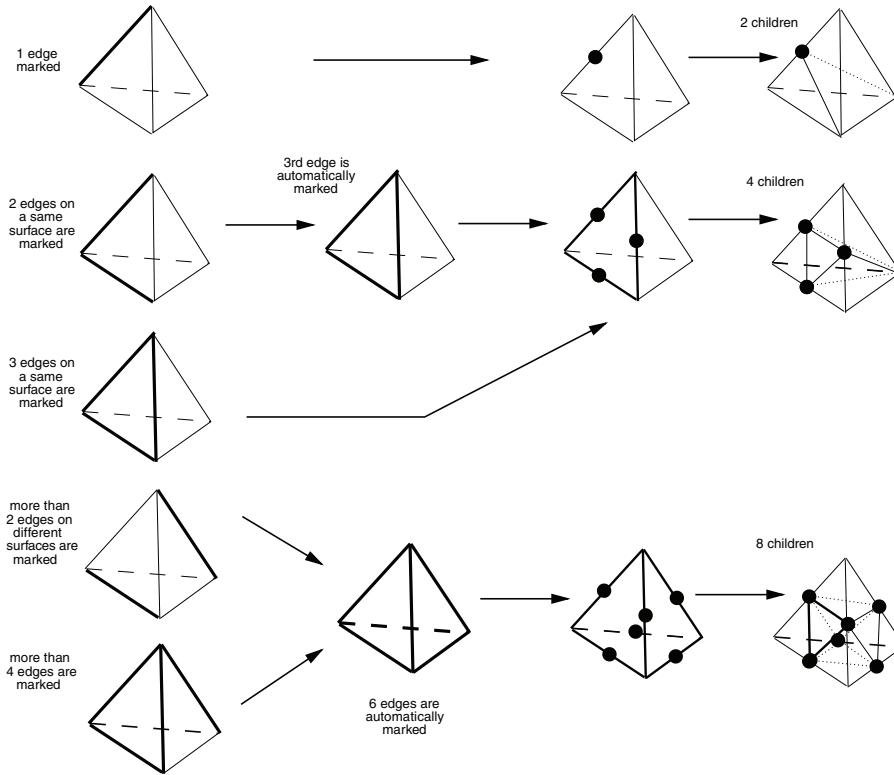 1 edge
marked
2 children
2 edges on
a same
surface are
marked
3rd edge is
automatically
marked
4 children
3 edges on
a same
surface are
marked
more than
2 edges on
different
surfaces are
marked
8 children
more than
4 edges are
marked
6 edges are
automatically
marked